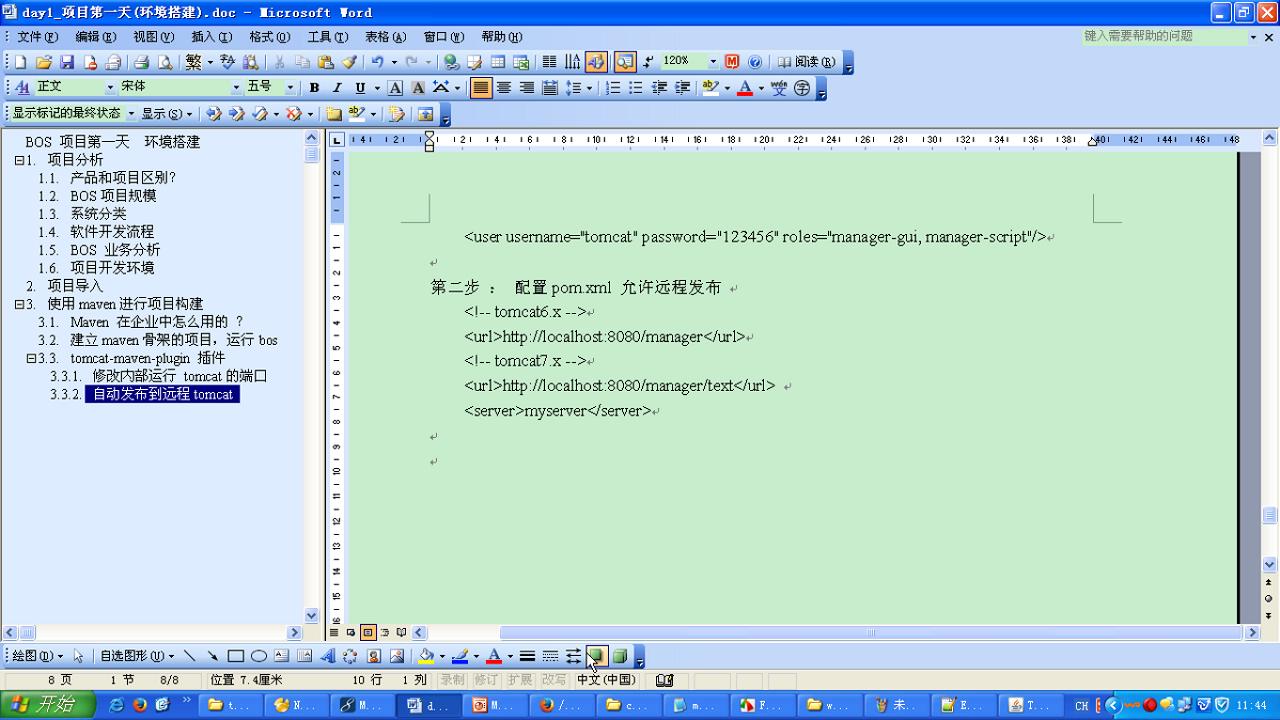 day1_项目第一天(环境搭建).doc - Microsoft Word
文件(F) 编辑(E) 视图(V) 插入(I) 格式(O) 工具(T) 表格(A) 窗口(W) 帮助(H) 键入需要帮助的问题
繁 120% 阅读(R)
正文 宋体 五号 B I U A A A wén 字
显示标记的最终状态 显示(S)
BOS 项目第一天 环境搭建
1. 项目分析
1.1. 产品和项目区别?
1.2. BOS 项目规模
1.3. 系统分类
1.4. 软件开发流程
1.5. BOS 业务分析
1.6. 项目开发环境
2. 项目导入
3. 使用 maven 进行项目构建
3.1. Maven 在企业中怎么用的 ?
3.2. 建立 maven 骨架的项目, 运行 bos
3.3. tomcat-maven-plugin 插件
3.3.1. 修改内部运行 tomcat 的端口
3.3.2. 自动发布到远程 tomcat
<user username="tomcat" password="123456" roles="manager-gui, manager-script"/>
第二步 : 配置 pom.xml 允许远程发布
<!-- tomcat6.x -->
<url>http://localhost:8080/manager</url>
<!-- tomcat7.x -->
<url>http://localhost:8080/manager/text</url>
<server>myserver</server>
绘图(D) 自选图形(U)
8 页 1 节 8/8 位置 7.4厘米 10 行 1 列 录制 修订 扩展 改写 中文(中国)
开始 t... N... M... d... M... /... c... m... F... w... 未... E... T... CH 11:44